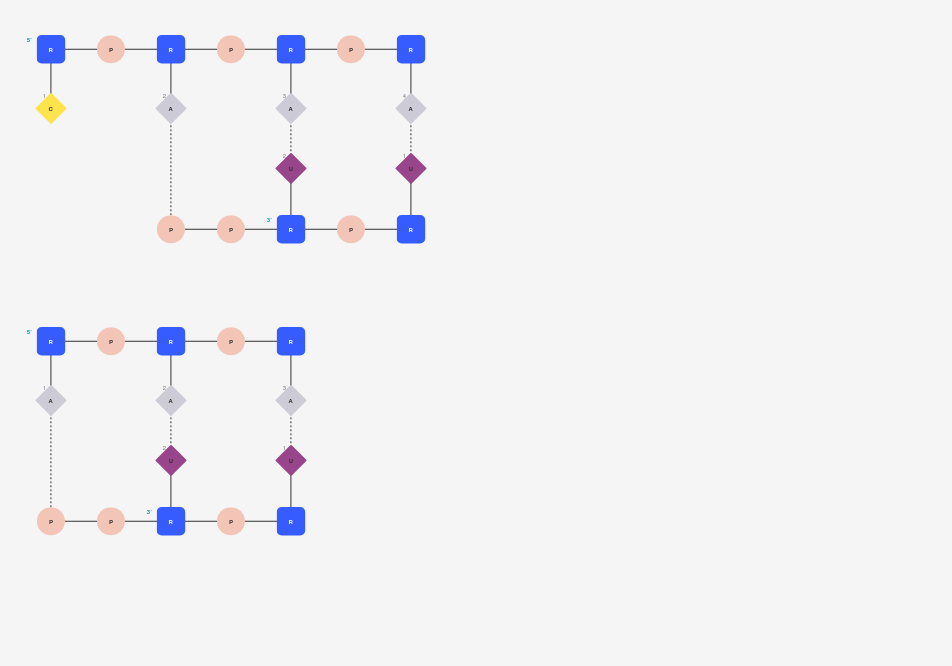 5'
R P R P R P R
1 2 3 4
C A A A
2 1
U U
3'
P P R P R
5'
R P R P R
1 2 3
A A A
2 1
U U
3'
P P R P R